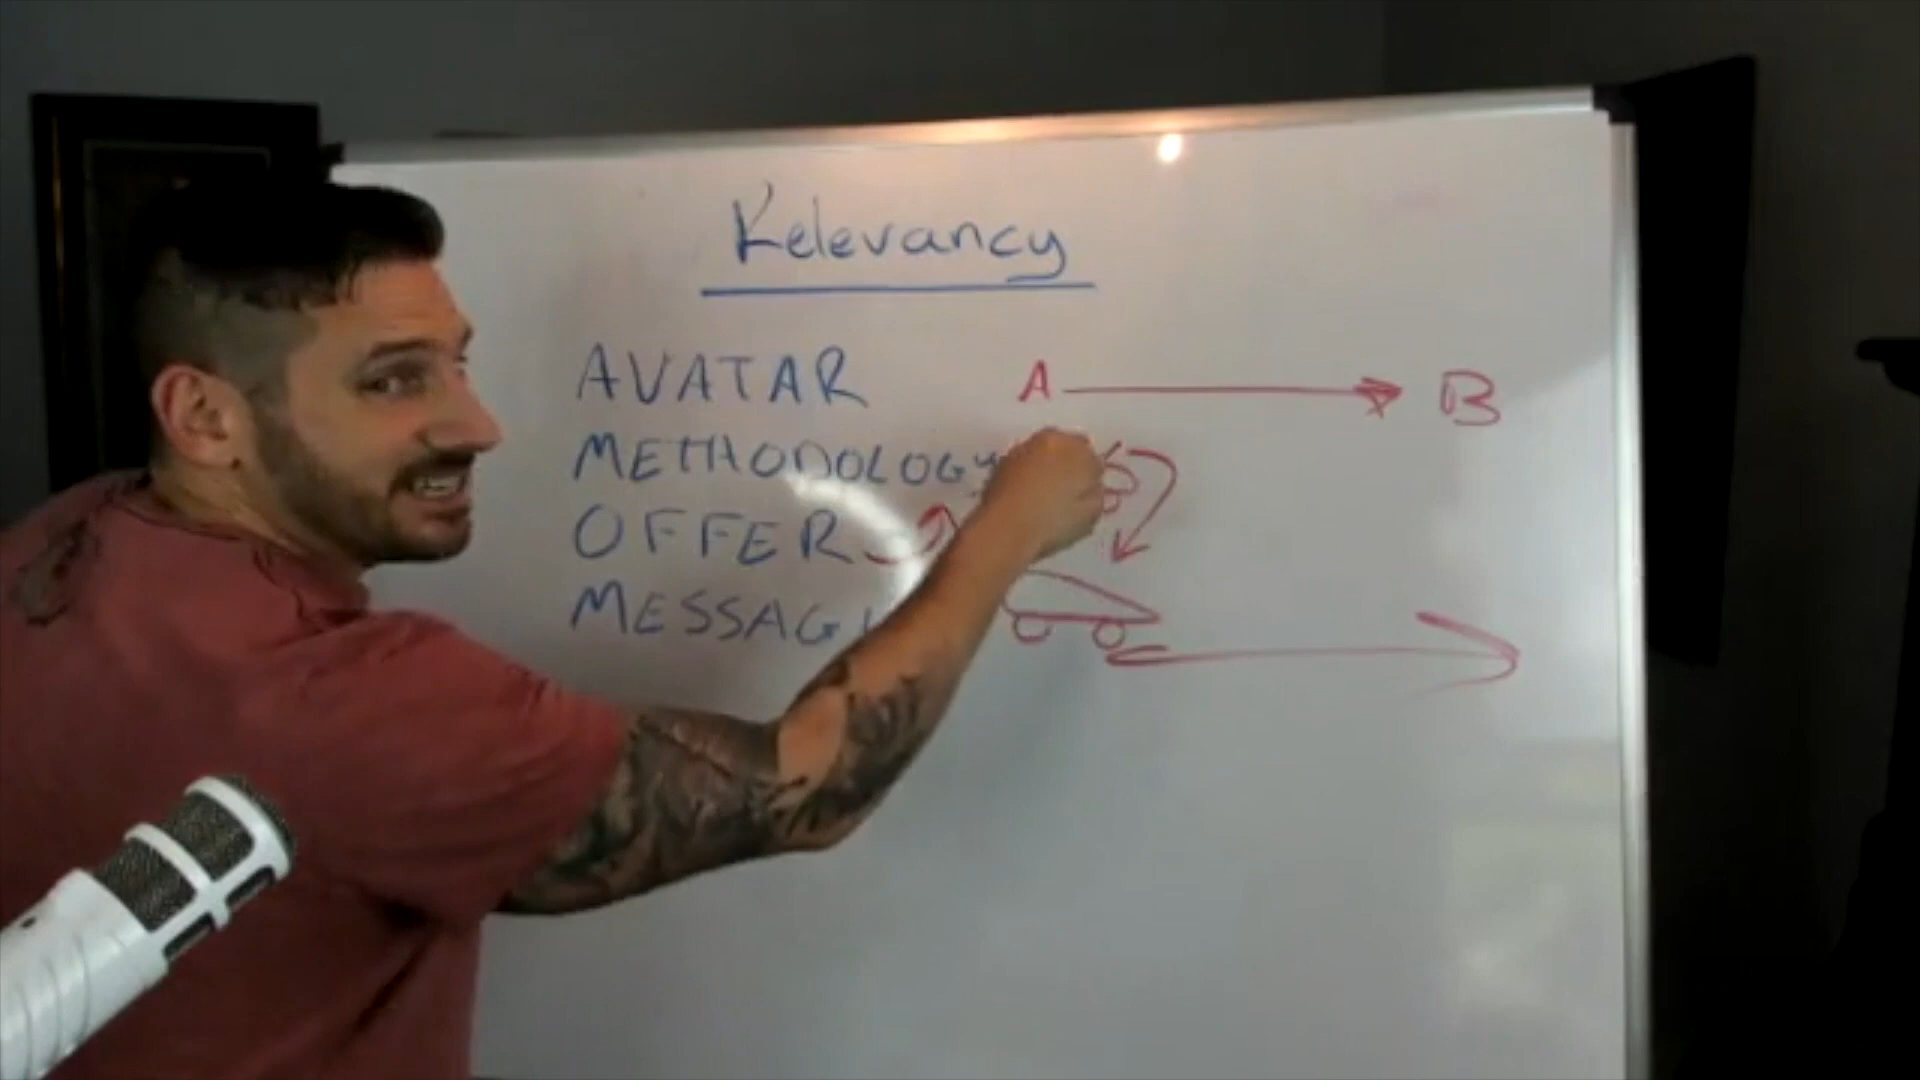 Relevancy
AVATAR A B
METHODOLOGY
OFFER
MESSAG